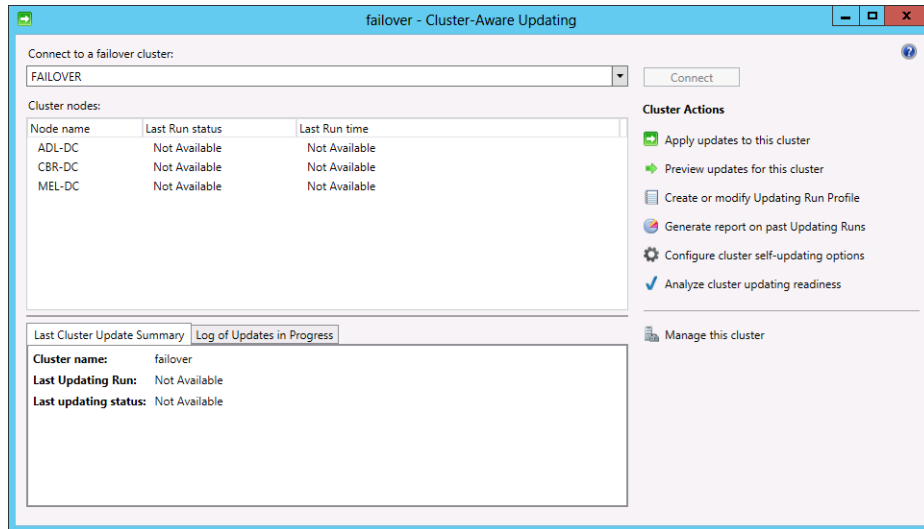 failover - Cluster-Aware Updating
Connect to a failover cluster:
FAILOVER
Connect
Cluster nodes:
Node name Last Run status Last Run time
ADL-DC Not Available Not Available
CBR-DC Not Available Not Available
MEL-DC Not Available Not Available
Cluster Actions
Apply updates to this cluster
Preview updates for this cluster
Create or modify Updating Run Profile
Generate report on past Updating Runs
Configure cluster self-updating options
Analyze cluster updating readiness
Manage this cluster
Last Cluster Update Summary Log of Updates in Progress
Cluster name: failover
Last Updating Run: Not Available
Last updating status: Not Available